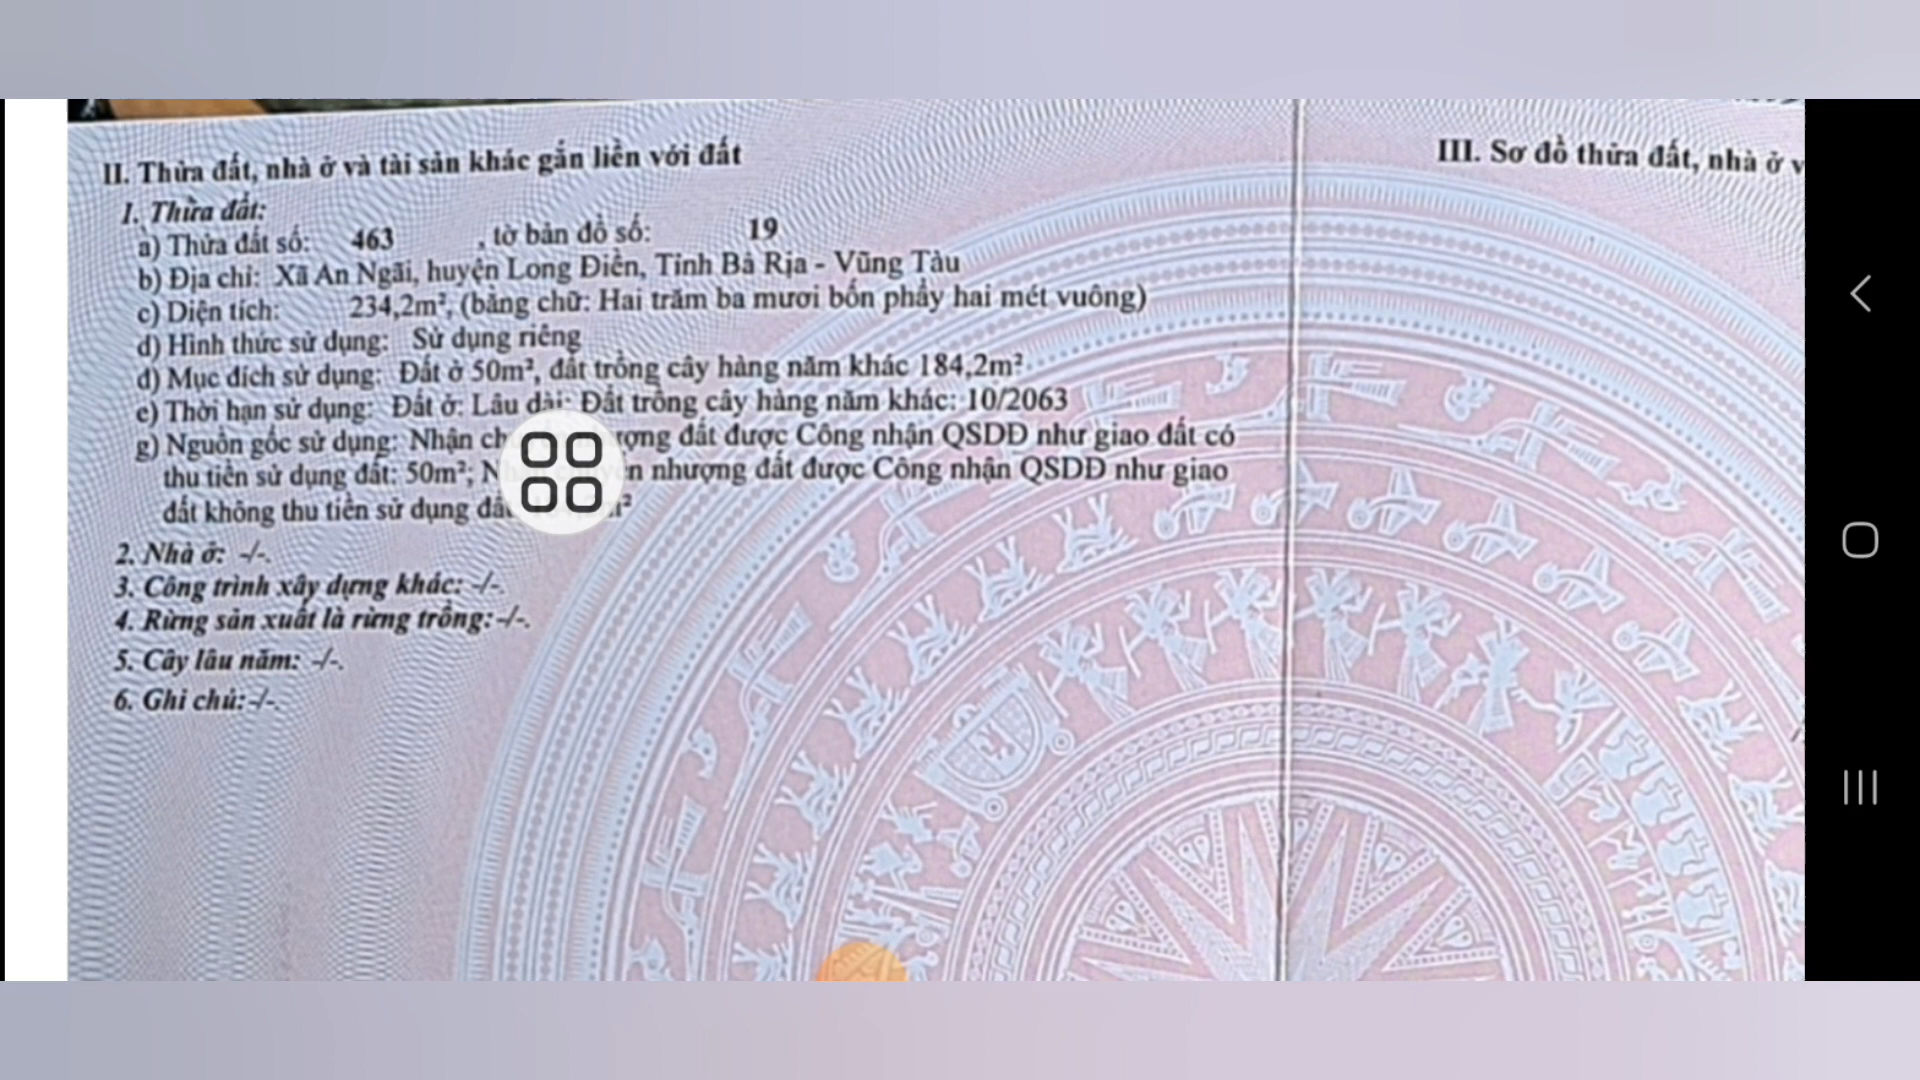 II. Thửa đất, nhà ở và tài sản khác gắn liền với đất
1. Thửa đất:
a) Thửa đất số: 463 , tờ bản đồ số: 19
b) Địa chỉ: Xã An Ngãi, huyện Long Điền, Tỉnh Bà Rịa - Vũng Tàu
c) Diện tích: 234,2m², (bằng chữ: Hai trăm ba mươi bốn phẩy hai mét vuông)
d) Hình thức sử dụng: Sử dụng riêng
đ) Mục đích sử dụng: Đất ở 50m², đất trồng cây hàng năm khác 184,2m²
e) Thời hạn sử dụng: Đất ở: Lâu dài; Đất trồng cây hàng năm khác: 10/2063
g) Nguồn gốc sử dụng: Nhận đất được Công nhận QSDĐ như giao đất có
thu tiền sử dụng đất: 50m²; nhượng đất được Công nhận QSDĐ như giao
đất không thu tiền sử dụng
2. Nhà ở: -/-.
3. Công trình xây dựng khác: -/-.
4. Rừng sản xuất là rừng trồng: -/-.
5. Cây lâu năm: -/-.
6. Ghi chú: -/-.
III. Sơ đồ thửa đất, nhà ở v